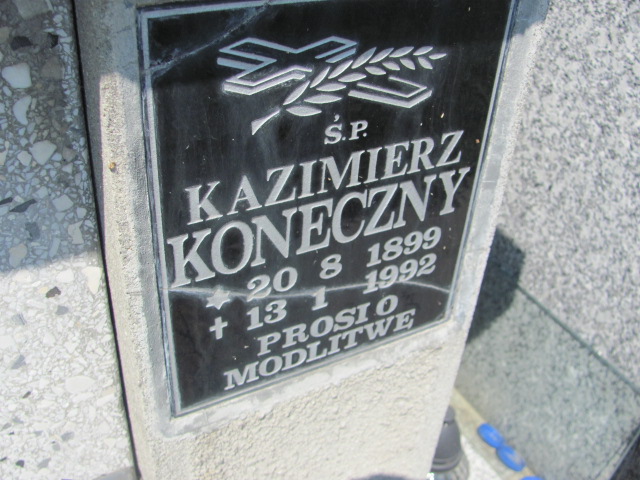 Ś.P.
KAZIMIERZ
KONECZNY
20 8 1899
✝ 13 1 1992
PROSI O
MODLITWĘ